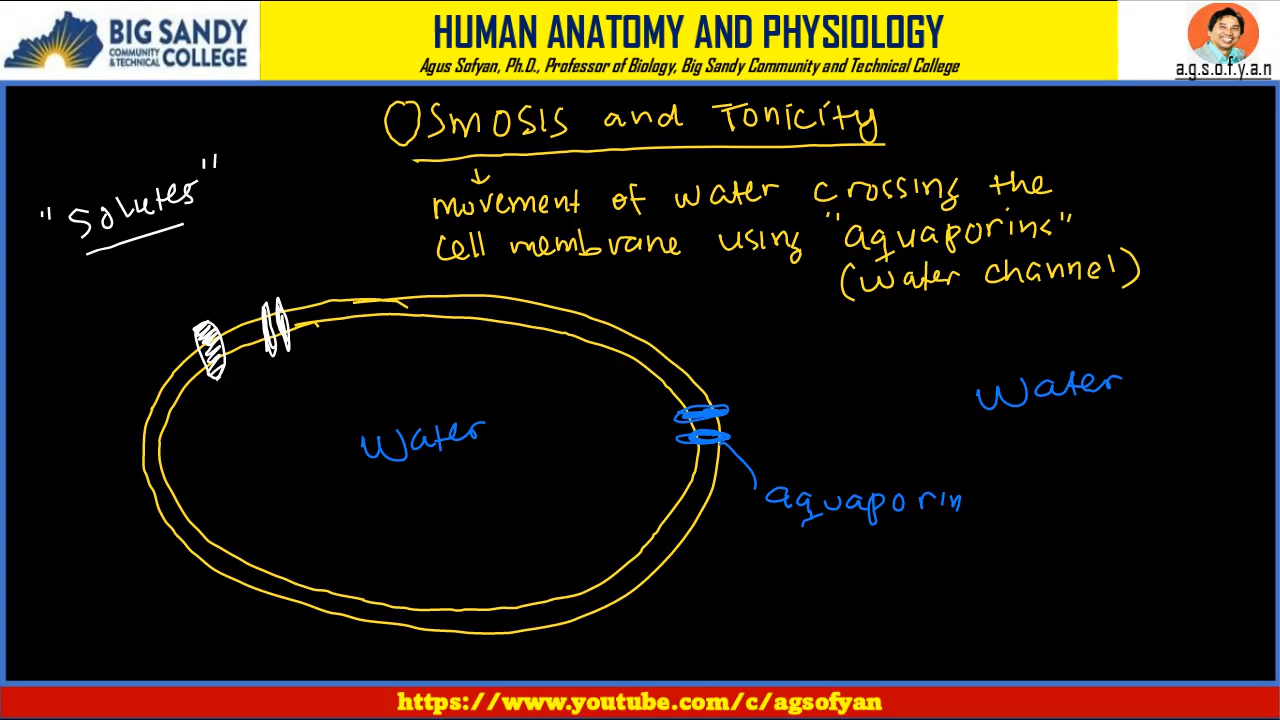 BIG SANDY
COMMUNITY & TECHNICAL COLLEGE
HUMAN ANATOMY AND PHYSIOLOGY
Agus Sofyan, Ph.D., Professor of Biology, Big Sandy Community and Technical College
a.g.s.o.f.y.a.n
Osmosis and Tonicity
"Solutes"
movement of water crossing the
cell membrane using "aquaporins"
(water channel)
Water
Water
aquaporin
https://www.youtube.com/c/agsofyan